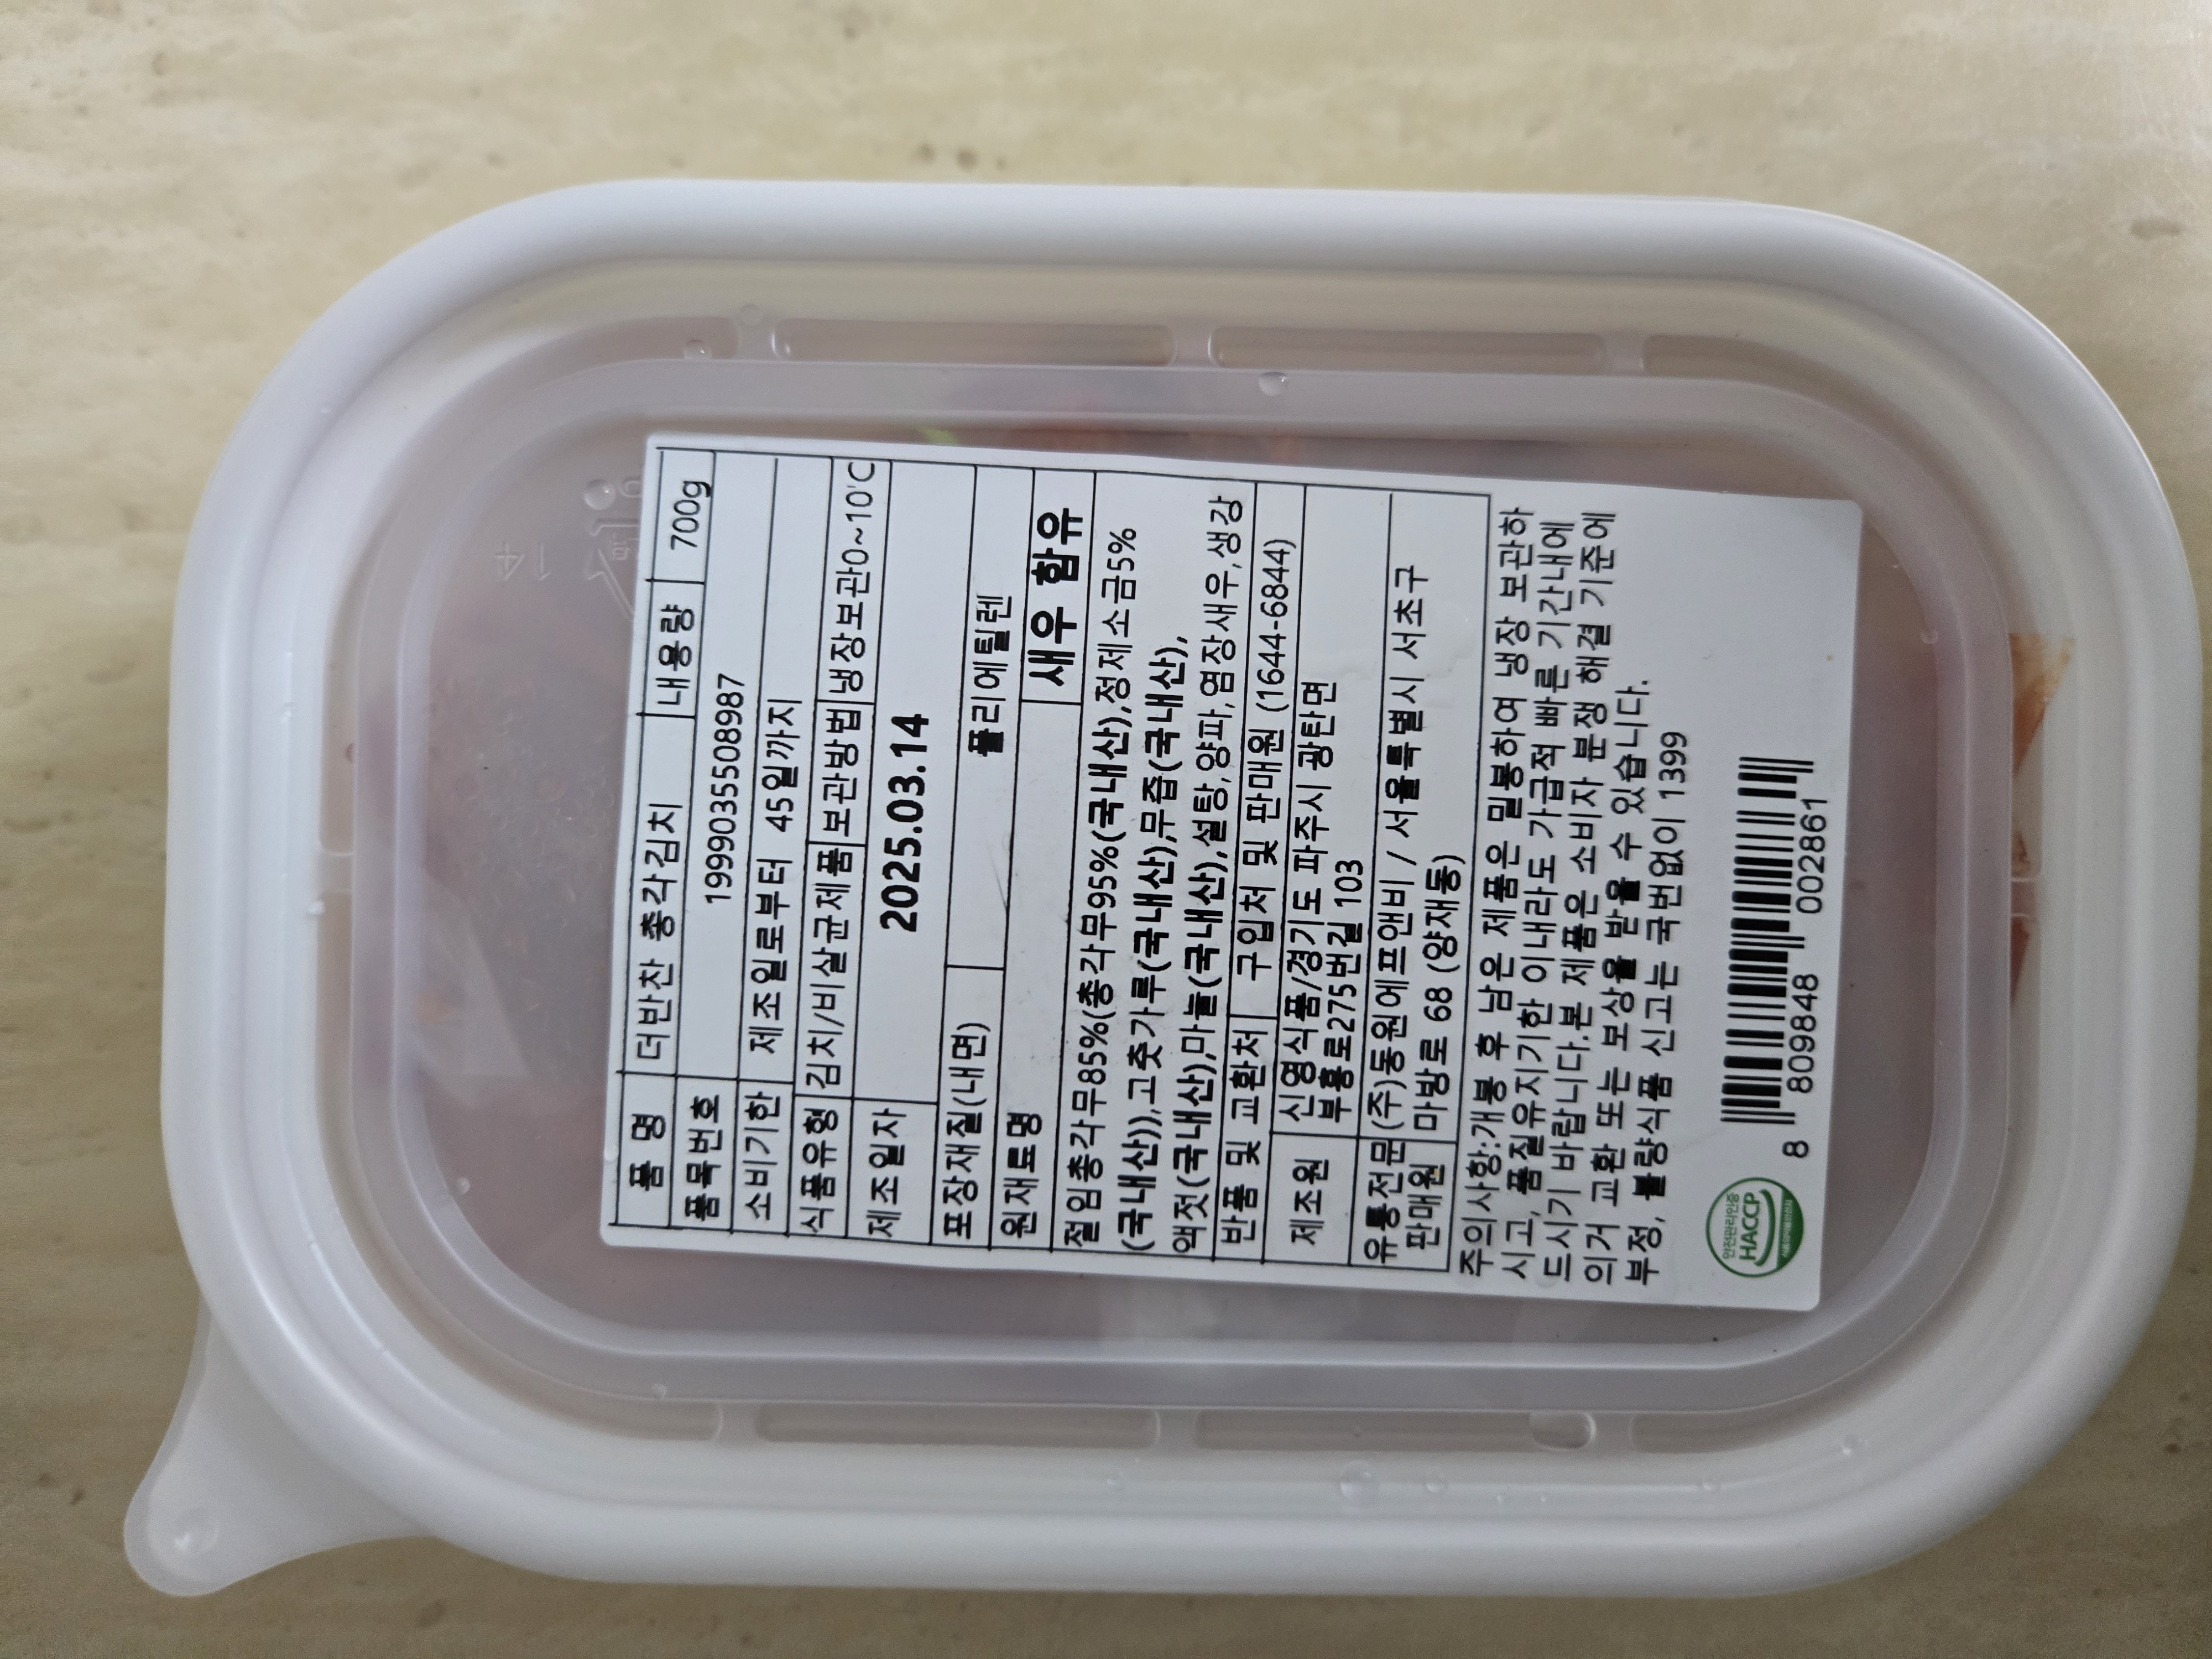 품 명 더반찬 총각김치 내용량 700g
품목번호 199903550898​7
소비기한 제조일로부터 45일까지
식품유형 김치/비살균제품 보관방법 냉장보관0~10'C
제조일자 2025.03.14
포장재질(내면) 폴리에틸렌
원재료명 새우 함유
절임총각무85%(총각무95%(국내산),정제소금5%
(국내산)),고춧가루(국내산),무즙(국내산),
액젓(국내산),마늘(국내산),설탕,양파,염장새우,생강
반품 및 교환처 구입처 및 판매원 (1644-6844)
제조원 신영식품/경기도 파주시 광탄면
부흥로275번길 103
유통전문 판매원 (주)동원에프앤비 / 서울특별시 서초구
마방로 68 (양재동)
주의사항:개봉 후 남은 제품은 밀봉하여 냉장 보관하
시고, 품질유지기한 이내라도 가급적 빠른 기간내에
드시기 바랍니다.본 제품은 소비자 분쟁 해결 기준에
의거 교환 또는 보상을 받을 수 있습니다.
부정, 불량식품 신고는 국번없이 1399
안전관리인증
HACCP
8 809848 002861